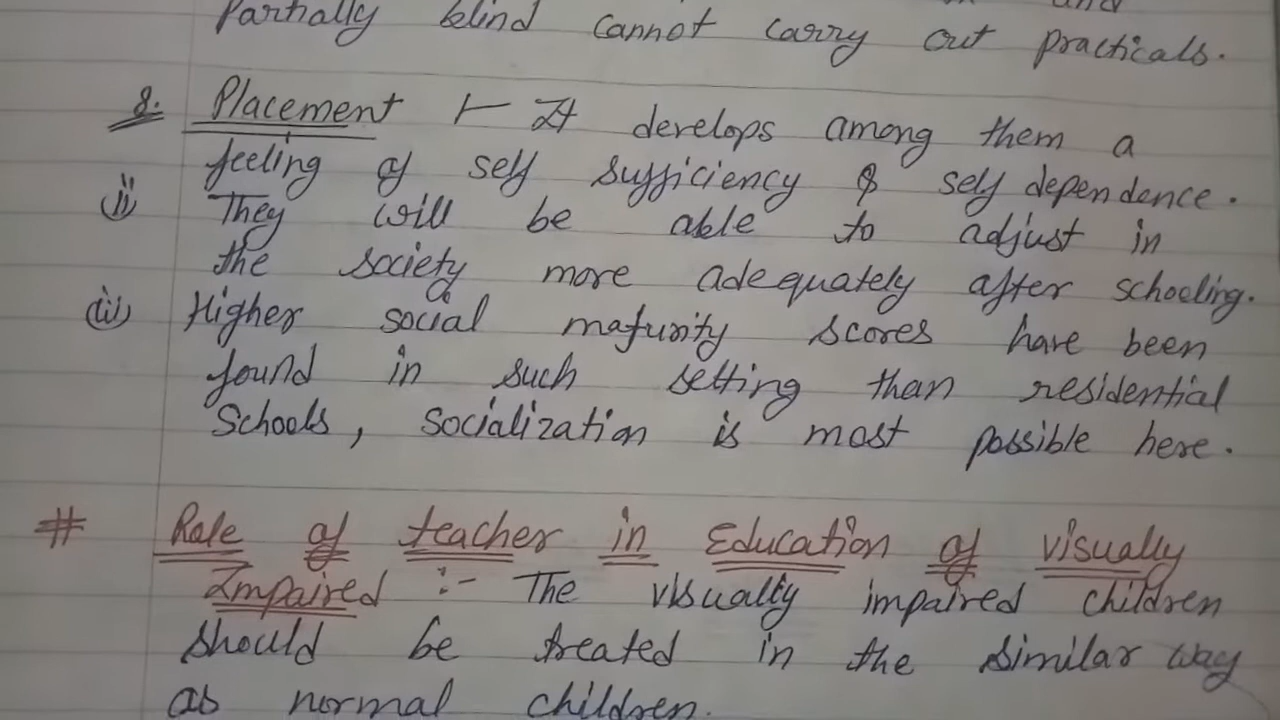 and
Partially blind cannot carry out practicals.
8. Placement :- It develops among them a
feeling of self sufficiency & self dependence.
(ii) They will be able to adjust in
the society more adequately after schooling.
(iii) Higher social maturity scores have been
found in such setting than residential
Schools, socialization is most possible here.
# Role of teacher in Education of visually
Impaired :- The visually impaired children
should be treated in the similar way
as normal children.